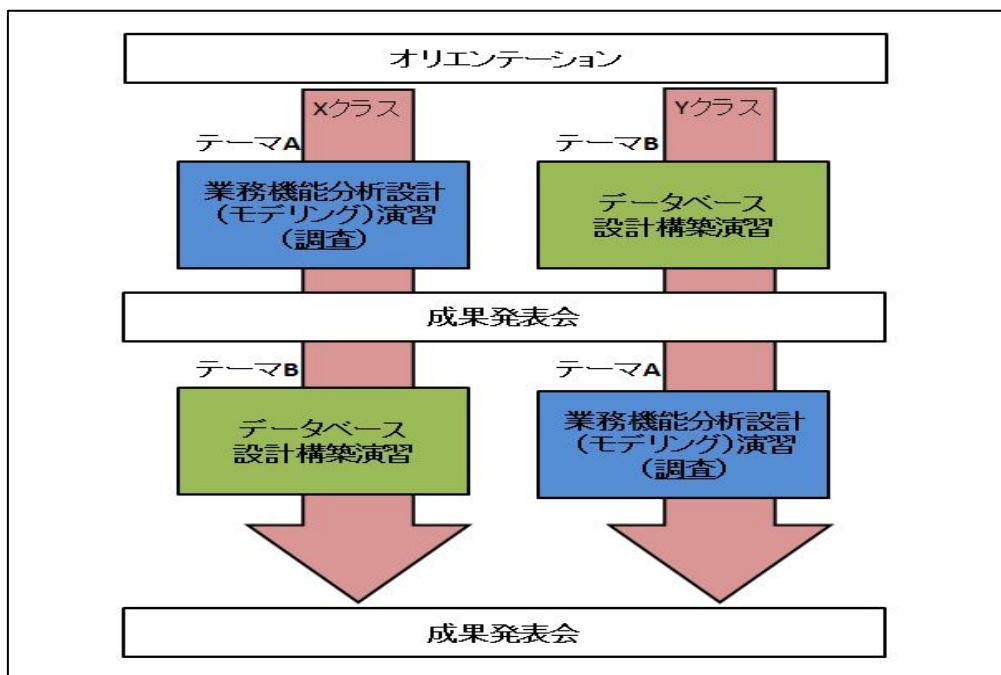 オリエンテーション
Xクラス
Yクラス
テーマA
テーマB
業務機能分析設計
(モデリング)演習
(調査)
データベース
設計構築演習
成果発表会
テーマB
テーマA
データベース
設計構築演習
業務機能分析設計
(モデリング)演習
(調査)
成果発表会